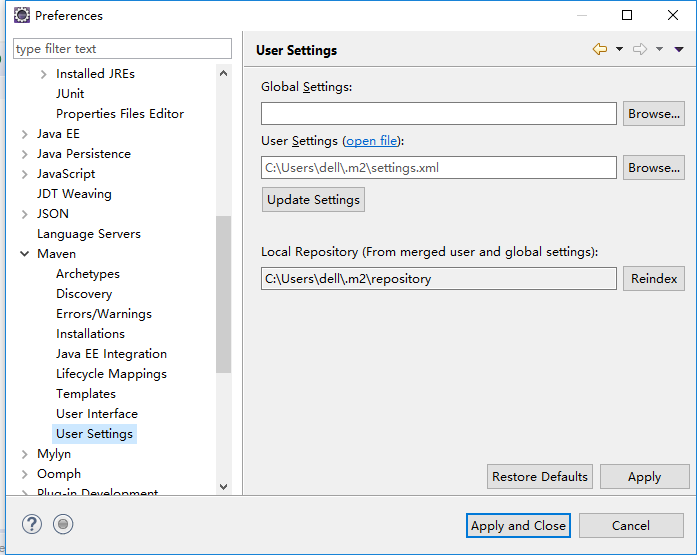 Preferences
type filter text
Installed JREs
JUnit
Properties Files Editor
Java EE
Java Persistence
JavaScript
JDT Weaving
JSON
Language Servers
Maven
Archetypes
Discovery
Errors/Warnings
Installations
Java EE Integration
Lifecycle Mappings
Templates
User Interface
User Settings
Mylyn
Oomph
Plug-in Development
User Settings
Global Settings:
Browse...
User Settings (open file):
C:\Users\dell\.m2\settings.xml
Browse...
Update Settings
Local Repository (From merged user and global settings):
C:\Users\dell\.m2\repository
Reindex
Restore Defaults
Apply
Apply and Close
Cancel